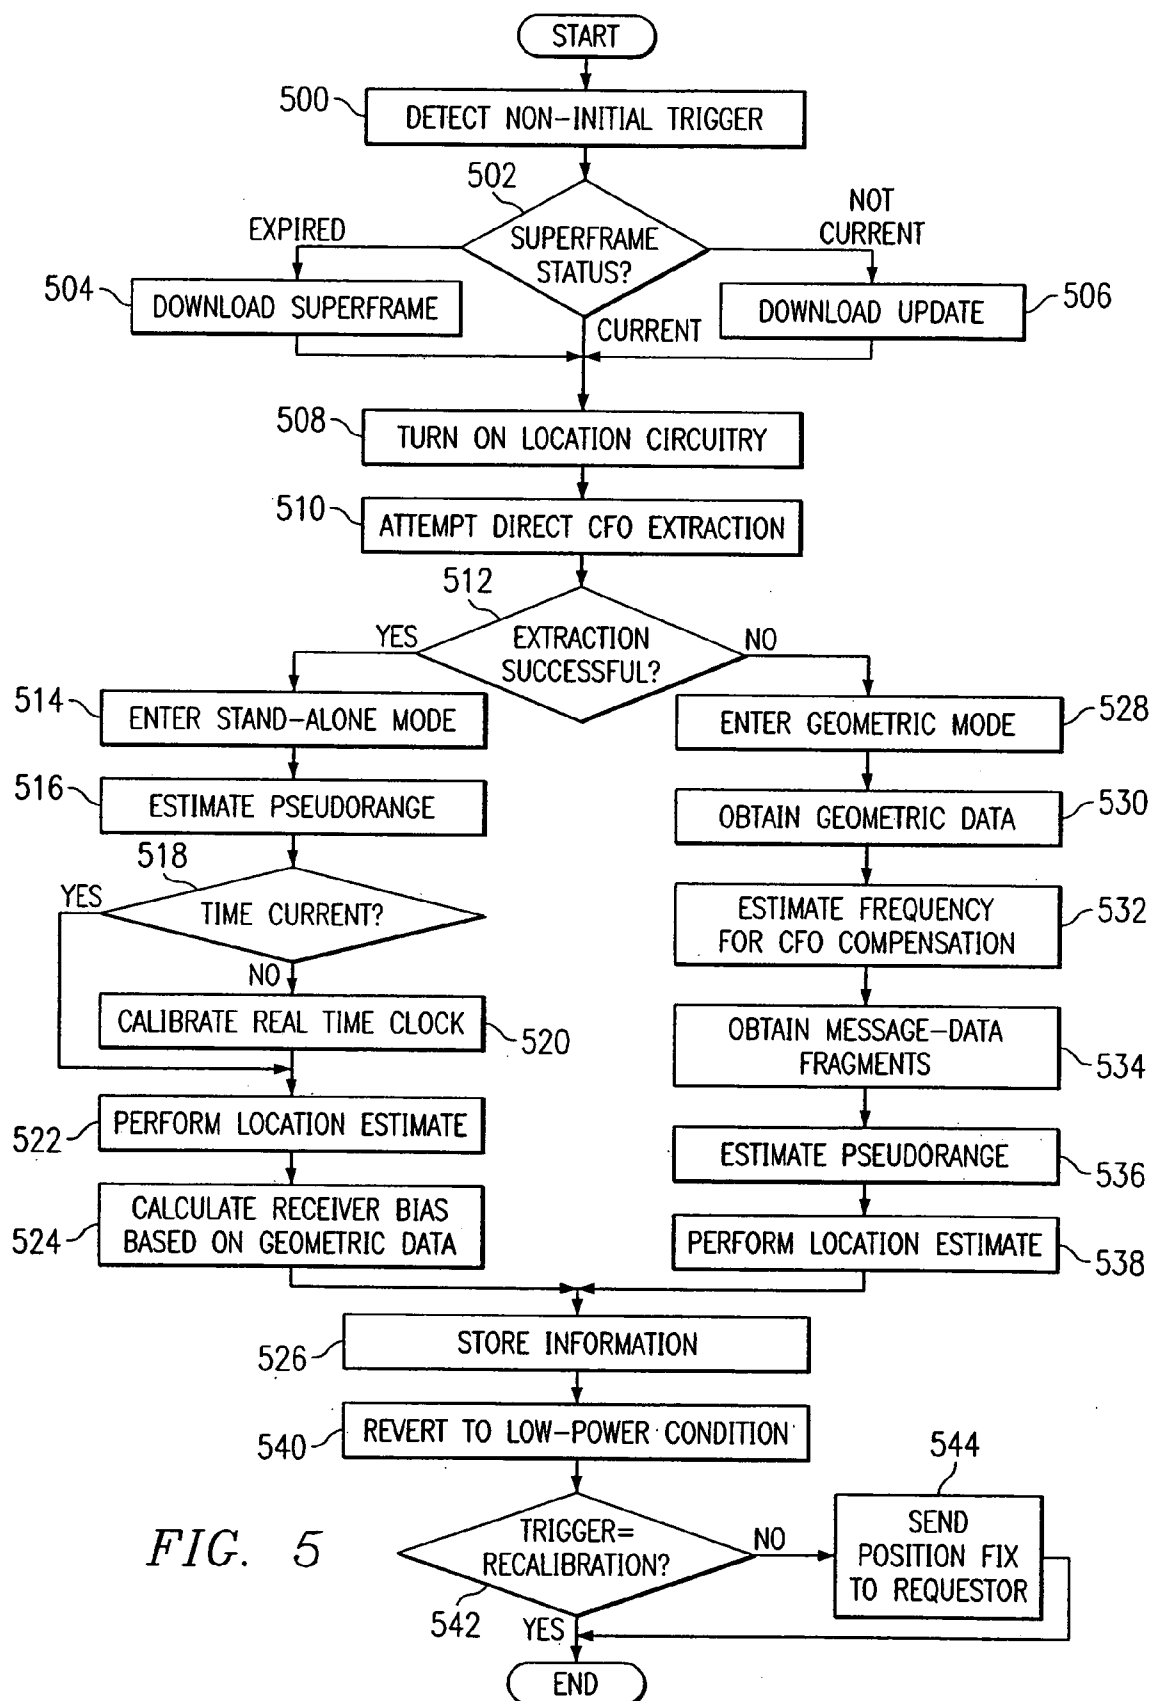 START
500
DETECT NON-INITIAL TRIGGER
502
SUPERFRAME
STATUS?
EXPIRED
NOT
CURRENT
504
DOWNLOAD SUPERFRAME
DOWNLOAD UPDATE
506
CURRENT
508
TURN ON LOCATION CIRCUITRY
510
ATTEMPT DIRECT CFO EXTRACTION
512
EXTRACTION
SUCCESSFUL?
YES
NO
514
ENTER STAND-ALONE MODE
516
ESTIMATE PSEUDORANGE
518
TIME CURRENT?
YES
NO
CALIBRATE REAL TIME CLOCK
520
522
PERFORM LOCATION ESTIMATE
524
CALCULATE RECEIVER BIAS
BASED ON GEOMETRIC DATA
ENTER GEOMETRIC MODE
528
OBTAIN GEOMETRIC DATA
530
ESTIMATE FREQUENCY
FOR CFO COMPENSATION
532
OBTAIN MESSAGE-DATA
FRAGMENTS
534
ESTIMATE PSEUDORANGE
536
PERFORM LOCATION ESTIMATE
538
526
STORE INFORMATION
540
REVERT TO LOW-POWER CONDITION
TRIGGER=
RECALIBRATION?
542
NO
544
SEND
POSITION FIX
TO REQUESTOR
YES
END
FIG. 5